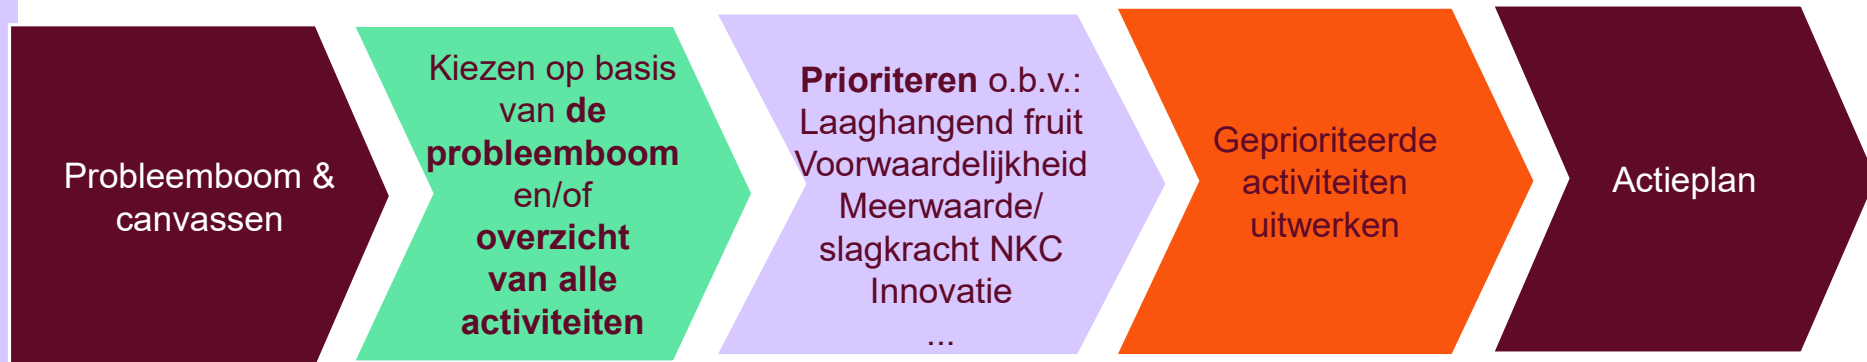 Probleemboom &
canvassen
Kiezen op basis
van de
probleemboom
en/of
overzicht
van alle
activiteiten
Prioriteren o.b.v.:
Laaghangend fruit
Voorwaardelijkheid
Meerwaarde/
slagkracht NKC
Innovatie
...
Geprioriteerde
activiteiten
uitwerken
Actieplan